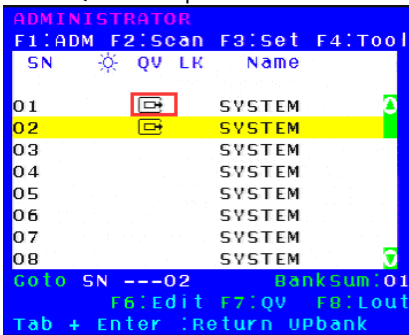 ADMINISTRATOR
F1:ADM F2:Scan F3:Set F4:Tool
SN QV LK Name
01 SYSTEM
02 SYSTEM
03 SYSTEM
04 SYSTEM
05 SYSTEM
06 SYSTEM
07 SYSTEM
08 SYSTEM
Goto SN ---02 BankSum:01
F6:Edit F7:QV F8:Lout
Tab + Enter :Return UPbank